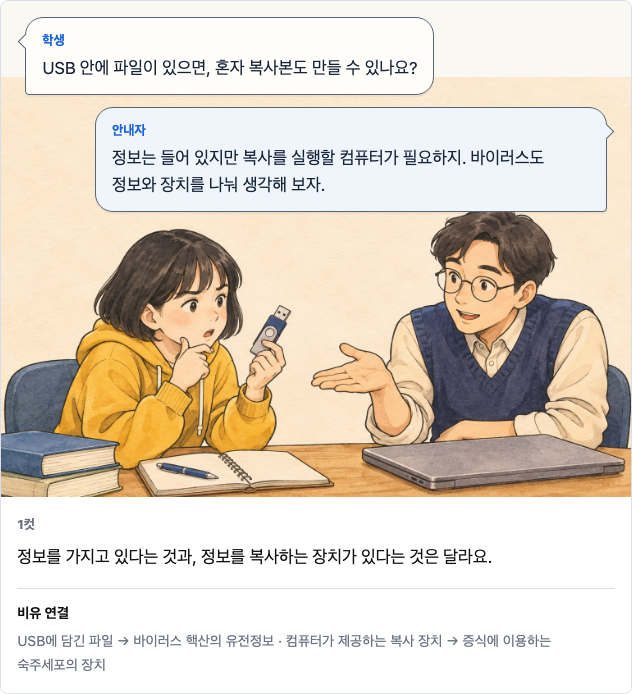 학생
USB 안에 파일이 있으면, 혼자 복사본도 만들 수 있나요?
안내자
정보는 들어 있지만 복사를 실행할 컴퓨터가 필요하지. 바이러스도
정보와 장치를 나눠 생각해 보자.
1컷
정보를 가지고 있다는 것과, 정보를 복사하는 장치가 있다는 것은 달라요.
비유 연결
USB에 담긴 파일 → 바이러스 핵산의 유전정보 · 컴퓨터가 제공하는 복사 장치 → 증식에 이용하는
숙주세포의 장치